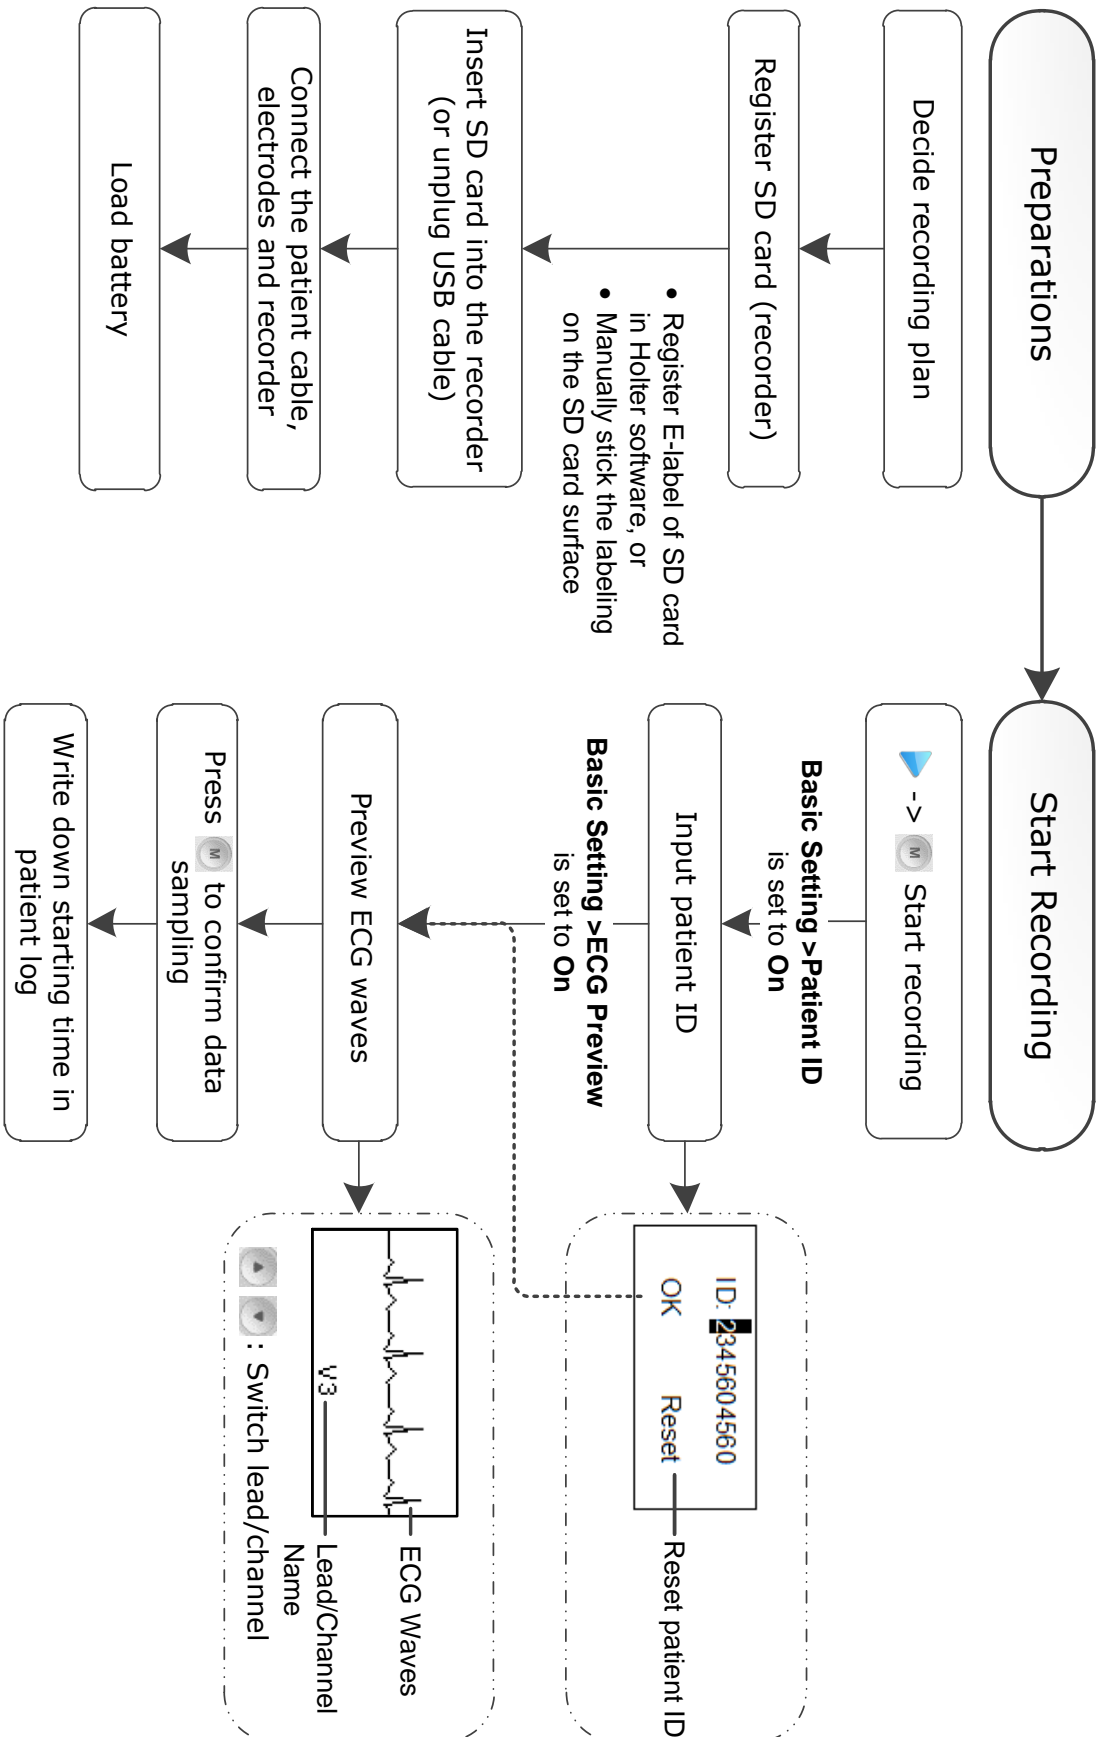 Preparations
Decide recording plan
Register SD card (recorder)
• Register E-label of SD card
in Holter software, or
• Manually stick the labeling
on the SD card surface
Insert SD card into the recorder
(or unplug USB cable)
Connect the patient cable,
electrodes and recorder
Load battery
Start Recording
-> M Start recording
Basic Setting >Patient ID
is set to On
Input patient ID
ID: 2345604560
OK Reset
Reset patient ID
Basic Setting >ECG Preview
is set to On
Preview ECG waves
ECG Waves
V3
Lead/Channel
Name
: Switch lead/channel
Press M to confirm data
sampling
Write down starting time in
patient log